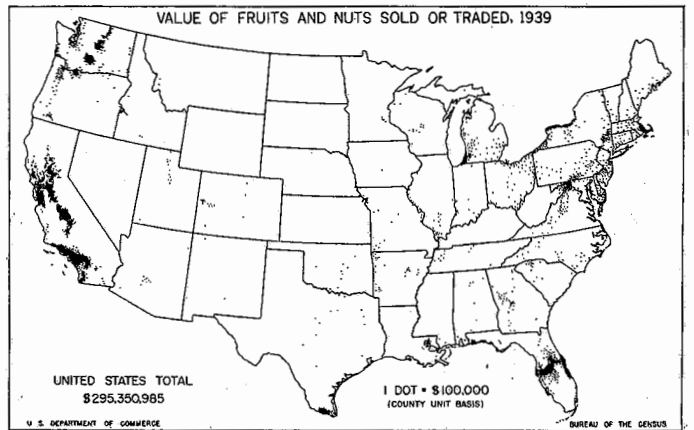 VALUE OF FRUITS AND NUTS SOLD OR TRADED, 1939
UNITED STATES TOTAL
$295,350,985
1 DOT = $100,000
(COUNTY UNIT BASIS)
U. S. DEPARTMENT OF COMMERCE
BUREAU OF THE CENSUS